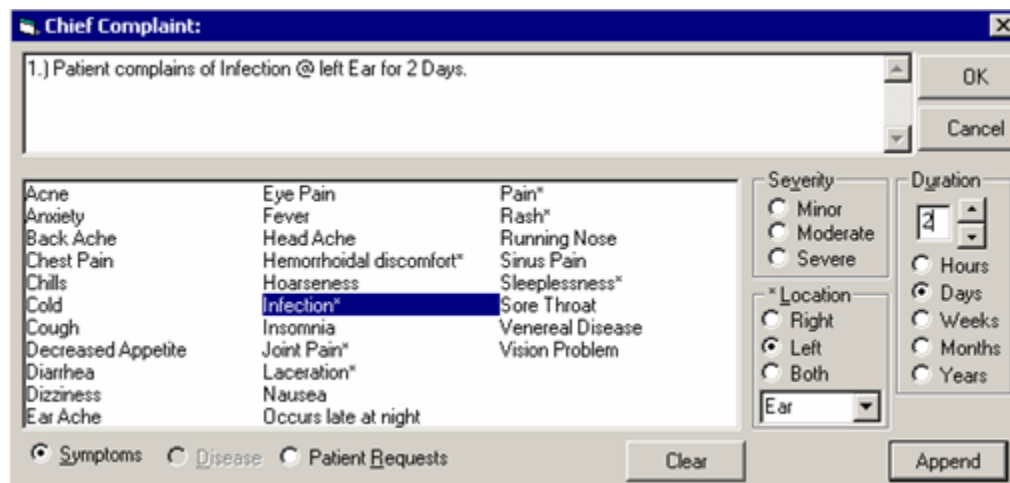 Chief Complaint:
1.) Patient complains of Infection @ left Ear for 2 Days.
OK
Cancel
Acne
Anxiety
Back Ache
Chest Pain
Chills
Cold
Cough
Decreased Appetite
Diarrhea
Dizziness
Ear Ache
Eye Pain
Fever
Head Ache
Hemorrhoidal discomfort*
Hoarseness
Infection*
Insomnia
Joint Pain*
Laceration*
Nausea
Occurs late at night
Pain*
Rash*
Running Nose
Sinus Pain
Sleeplessness*
Sore Throat
Venereal Disease
Vision Problem
Severity
Minor
Moderate
Severe
* Location
Right
Left
Both
Ear
Duration
2
Hours
Days
Weeks
Months
Years
Symptoms
Disease
Patient Requests
Clear
Append